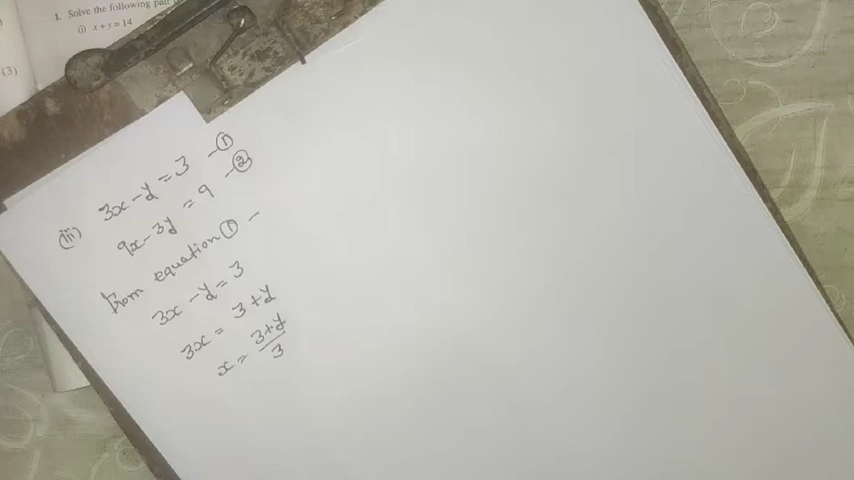 1. Solve the following pair
(i) x + y = 14
(3)
(iii) 3x - y = 3 - ①
9x - 3y = 9 - ②
from equation ① -
3x - y = 3
3x = 3 + y
x = 3+y/3